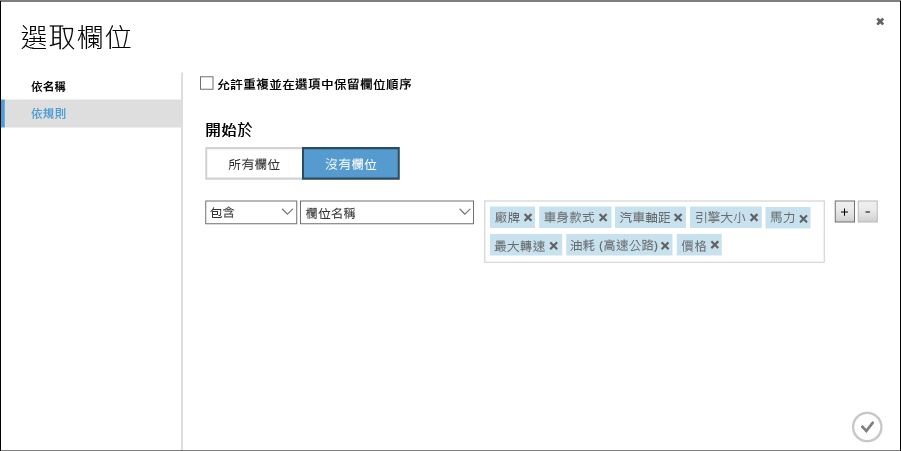 選取欄位
依名稱
依規則
允許重複並在選項中保留欄位順序
開始於
所有欄位 沒有欄位
包含 欄位名稱 廠牌 車身款式 汽車軸距 引擎大小 馬力 + -
最大轉速 油耗 (高速公路) 價格